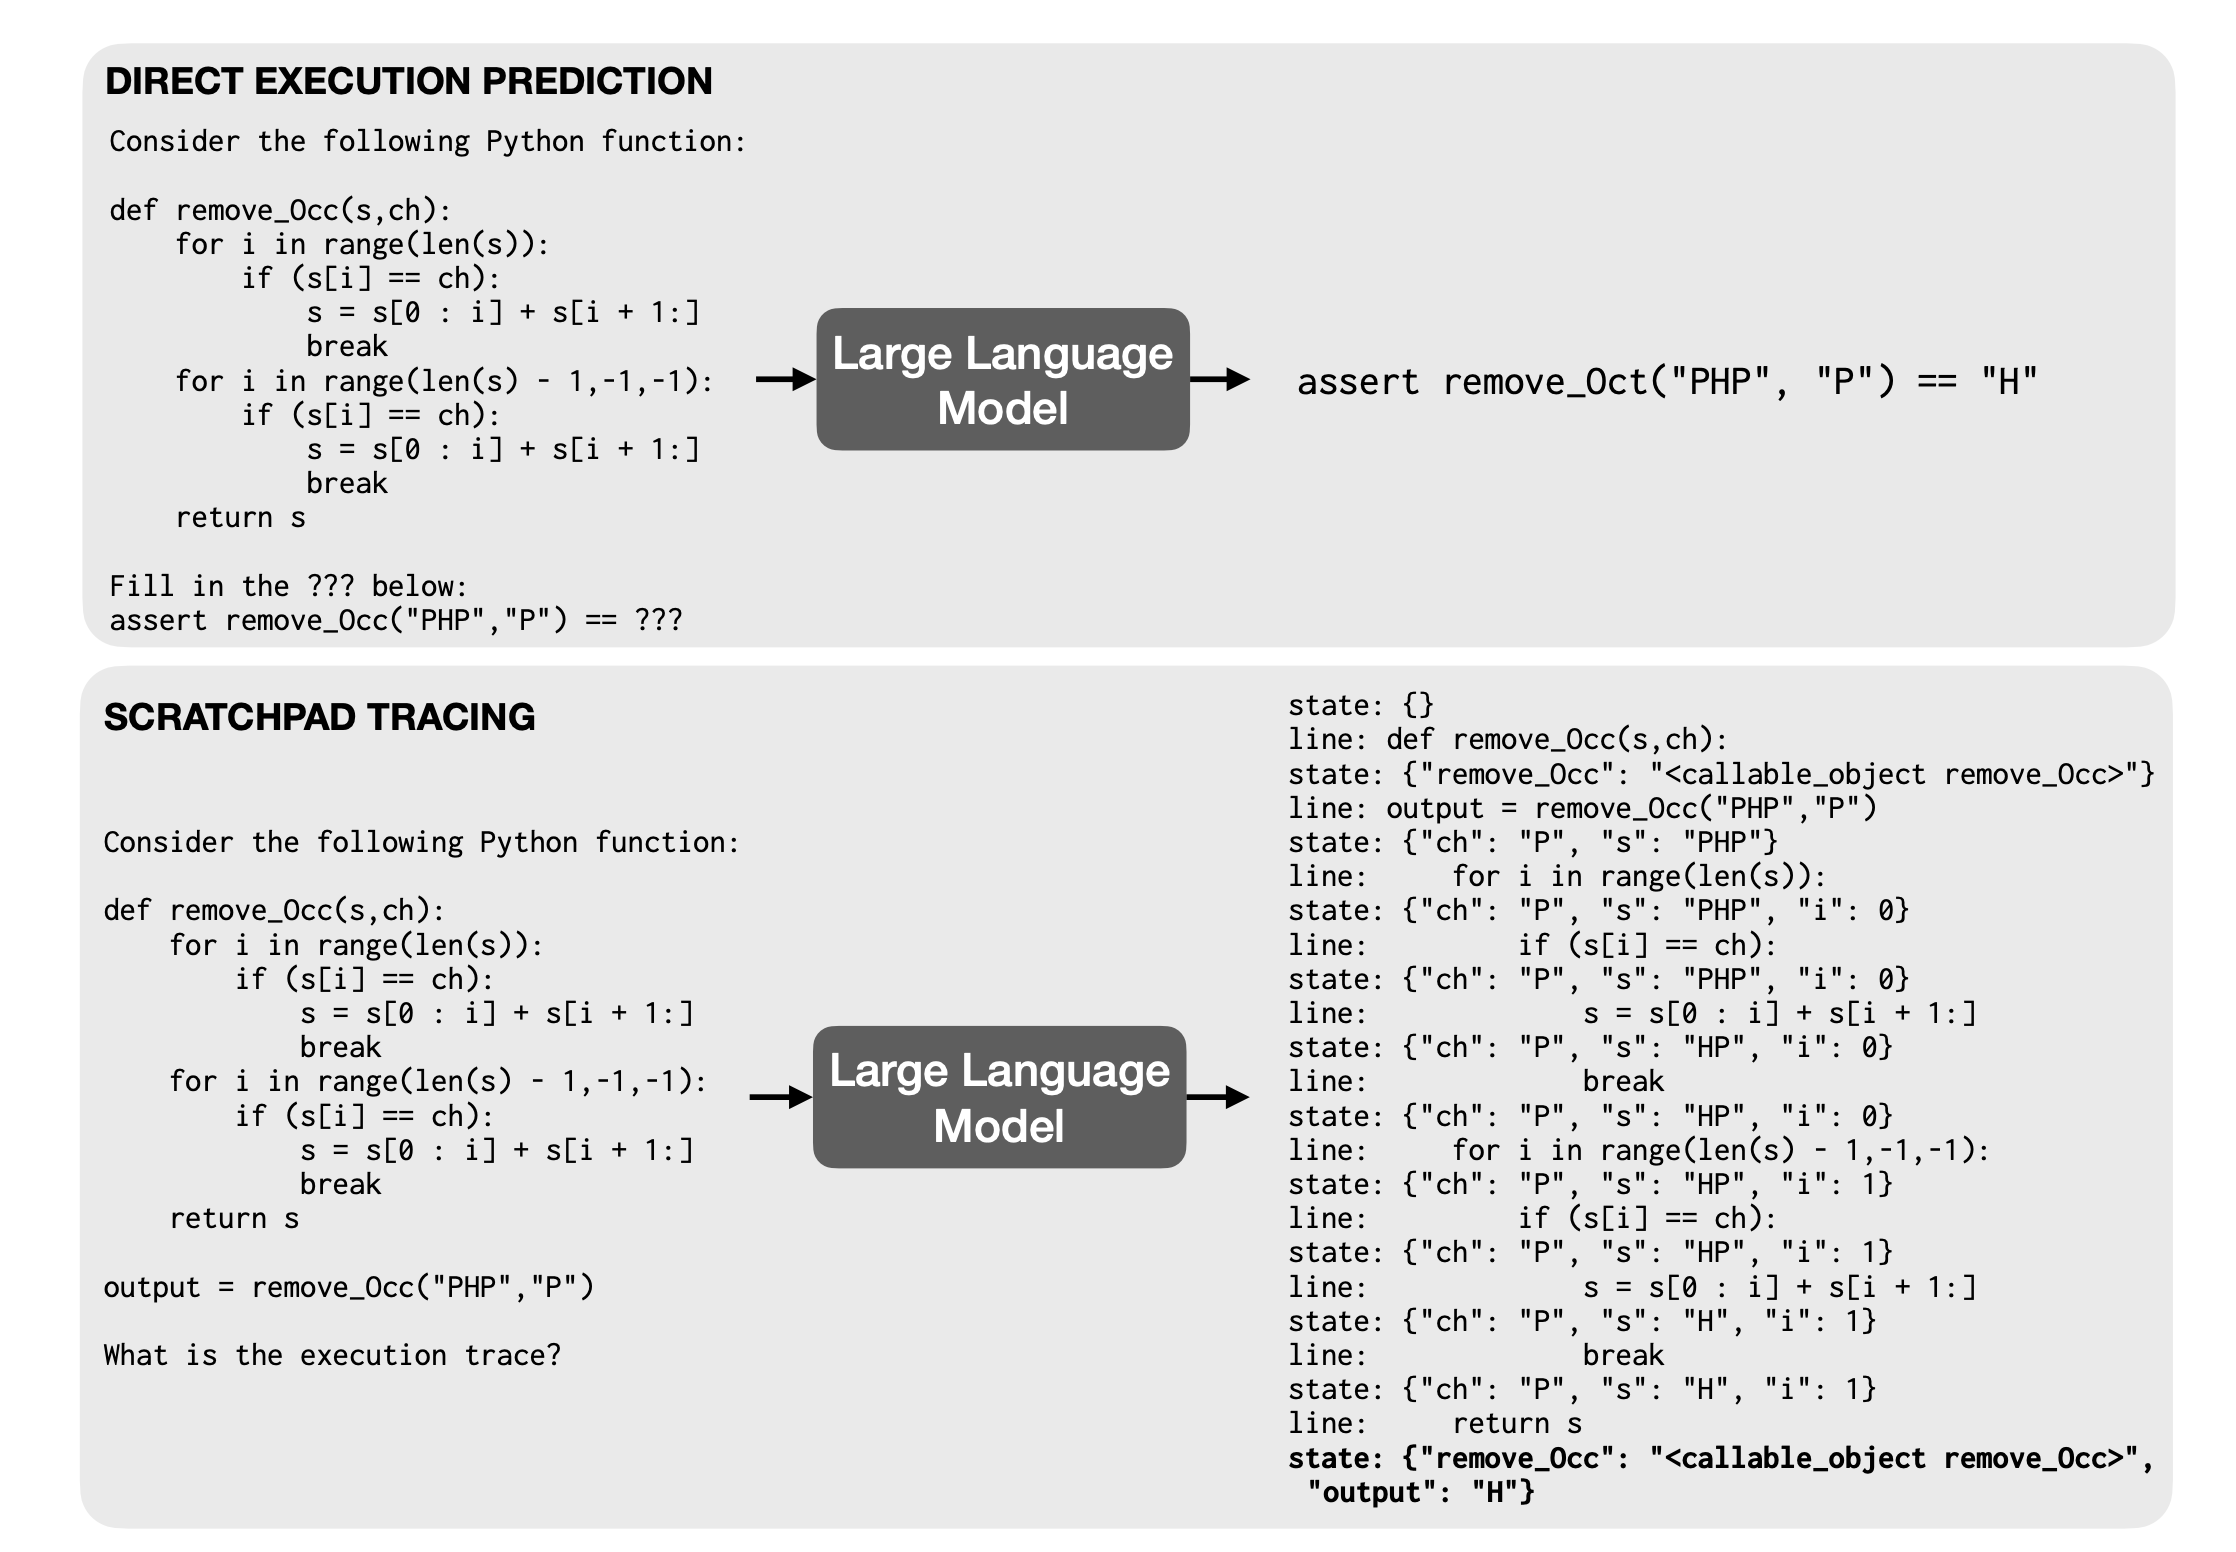 DIRECT EXECUTION PREDICTION
Consider the following Python function:
def remove_Occ(s,ch):
    for i in range(len(s)):
        if (s[i] == ch):
            s = s[0 : i] + s[i + 1:]
            break
    for i in range(len(s) - 1,-1,-1):
        if (s[i] == ch):
            s = s[0 : i] + s[i + 1:]
            break
    return s
Fill in the ??? below:
assert remove_Occ("PHP","P") == ???
Large Language
Model
assert remove_Oct("PHP", "P") == "H"
SCRATCHPAD TRACING
Consider the following Python function:
def remove_Occ(s,ch):
    for i in range(len(s)):
        if (s[i] == ch):
            s = s[0 : i] + s[i + 1:]
            break
    for i in range(len(s) - 1,-1,-1):
        if (s[i] == ch):
            s = s[0 : i] + s[i + 1:]
            break
    return s
output = remove_Occ("PHP","P")
What is the execution trace?
Large Language
Model
state: {}
line: def remove_Occ(s,ch):
state: {"remove_Occ": "<callable_object remove_Occ>"}
line: output = remove_Occ("PHP","P")
state: {"ch": "P", "s": "PHP"}
line:     for i in range(len(s)):
state: {"ch": "P", "s": "PHP", "i": 0}
line:         if (s[i] == ch):
state: {"ch": "P", "s": "PHP", "i": 0}
line:             s = s[0 : i] + s[i + 1:]
state: {"ch": "P", "s": "HP", "i": 0}
line:             break
state: {"ch": "P", "s": "HP", "i": 0}
line:     for i in range(len(s) - 1,-1,-1):
state: {"ch": "P", "s": "HP", "i": 1}
line:         if (s[i] == ch):
state: {"ch": "P", "s": "HP", "i": 1}
line:             s = s[0 : i] + s[i + 1:]
state: {"ch": "P", "s": "H", "i": 1}
line:             break
state: {"ch": "P", "s": "H", "i": 1}
line:     return s
state: {"remove_Occ": "<callable_object remove_Occ>",
 "output": "H"}